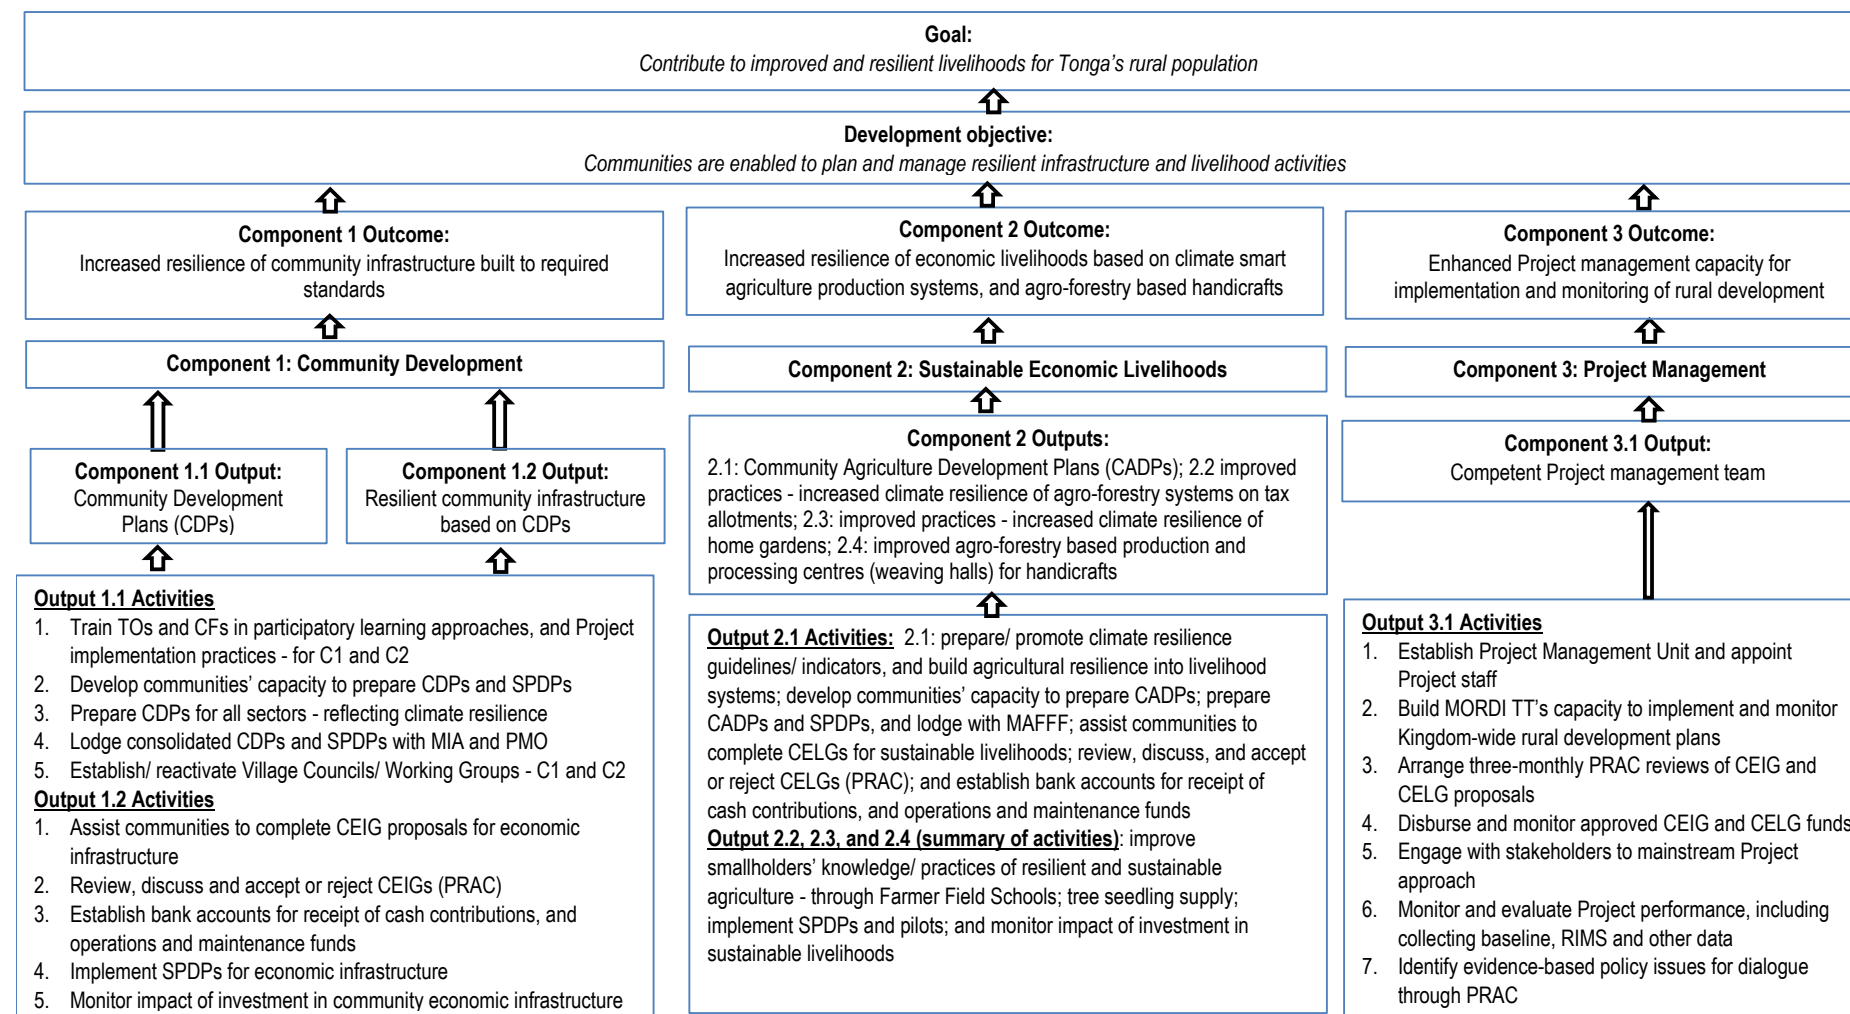 Goal:
Contribute to improved and resilient livelihoods for Tonga's rural population
Development objective:
Communities are enabled to plan and manage resilient infrastructure and livelihood activities
Component 1 Outcome:
Increased resilience of community infrastructure built to required
standards
Component 1: Community Development
Component 1.1 Output:
Community Development
Plans (CDPs)
Component 1.2 Output:
Resilient community infrastructure
based on CDPs
Output 1.1 Activities
1. Train TOs and CFs in participatory learning approaches, and Project
implementation practices - for C1 and C2
2. Develop communities' capacity to prepare CDPs and SPDPs
3. Prepare CDPs for all sectors - reflecting climate resilience
4. Lodge consolidated CDPs and SPDPs with MIA and PMO
5. Establish/ reactivate Village Councils/ Working Groups - C1 and C2
Output 1.2 Activities
1. Assist communities to complete CEIG proposals for economic
infrastructure
2. Review, discuss and accept or reject CEIGs (PRAC)
3. Establish bank accounts for receipt of cash contributions, and
operations and maintenance funds
4. Implement SPDPs for economic infrastructure
5. Monitor impact of investment in community economic infrastructure
Component 2 Outcome:
Increased resilience of economic livelihoods based on climate smart
agriculture production systems, and agro-forestry based handicrafts
Component 2: Sustainable Economic Livelihoods
Component 2 Outputs:
2.1: Community Agriculture Development Plans (CADPs); 2.2 improved
practices - increased climate resilience of agro-forestry systems on tax
allotments; 2.3: improved practices - increased climate resilience of
home gardens; 2.4: improved agro-forestry based production and
processing centres (weaving halls) for handicrafts
Output 2.1 Activities: 2.1: prepare/ promote climate resilience
guidelines/ indicators, and build agricultural resilience into livelihood
systems; develop communities' capacity to prepare CADPs; prepare
CADPs and SPDPs, and lodge with MAFFF; assist communities to
complete CELGs for sustainable livelihoods; review, discuss, and accept
or reject CELGs (PRAC); and establish bank accounts for receipt of
cash contributions, and operations and maintenance funds
Output 2.2, 2.3, and 2.4 (summary of activities): improve
smallholders' knowledge/ practices of resilient and sustainable
agriculture - through Farmer Field Schools; tree seedling supply;
implement SPDPs and pilots; and monitor impact of investment in
sustainable livelihoods
Component 3 Outcome:
Enhanced Project management capacity for
implementation and monitoring of rural development
Component 3: Project Management
Component 3.1 Output:
Competent Project management team
Output 3.1 Activities
1. Establish Project Management Unit and appoint
Project staff
2. Build MORDI TT's capacity to implement and monitor
Kingdom-wide rural development plans
3. Arrange three-monthly PRAC reviews of CEIG and
CELG proposals
4. Disburse and monitor approved CEIG and CELG funds
5. Engage with stakeholders to mainstream Project
approach
6. Monitor and evaluate Project performance, including
collecting baseline, RIMS and other data
7. Identify evidence-based policy issues for dialogue
through PRAC